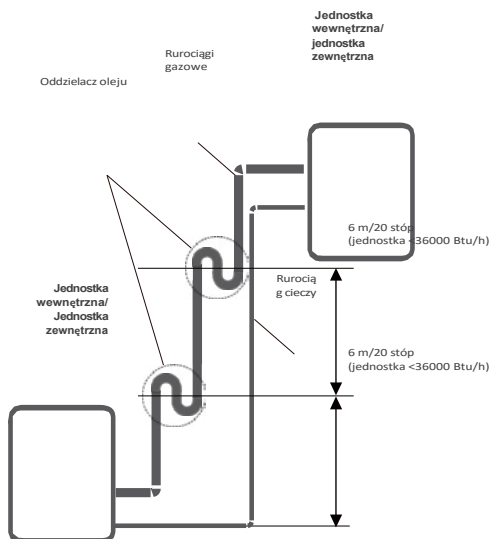 Jednostka
wewnętrzna/
jednostka
zewnętrzna
Rurociągi
gazowe
Oddzielacz oleju
6 m/20 stóp
(jednostka <36000 Btu/h)
Rurocią
g cieczy
Jednostka
wewnętrzna/
Jednostka
zewnętrzna
6 m/20 stóp
(jednostka <36000 Btu/h)